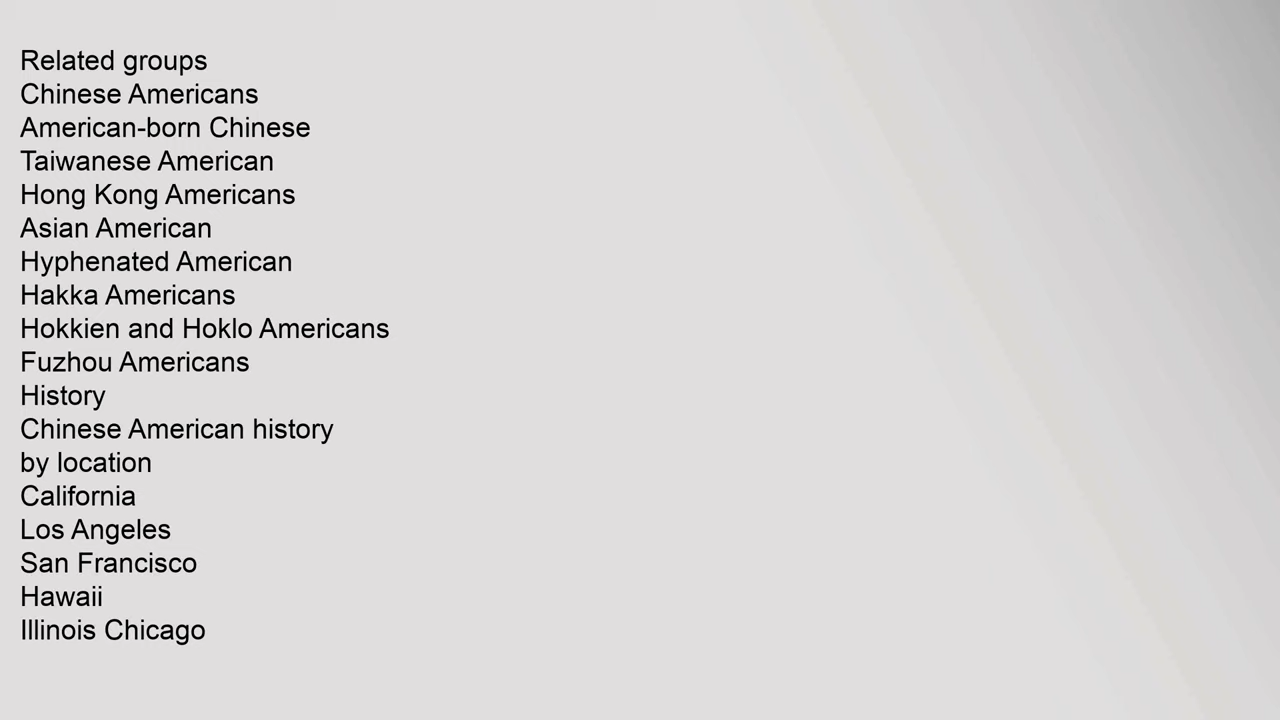 Related groups
Chinese Americans
American-born Chinese
Taiwanese American
Hong Kong Americans
Asian American
Hyphenated American
Hakka Americans
Hokkien and Hoklo Americans
Fuzhou Americans
History
Chinese American history
by location
California
Los Angeles
San Francisco
Hawaii
Illinois Chicago